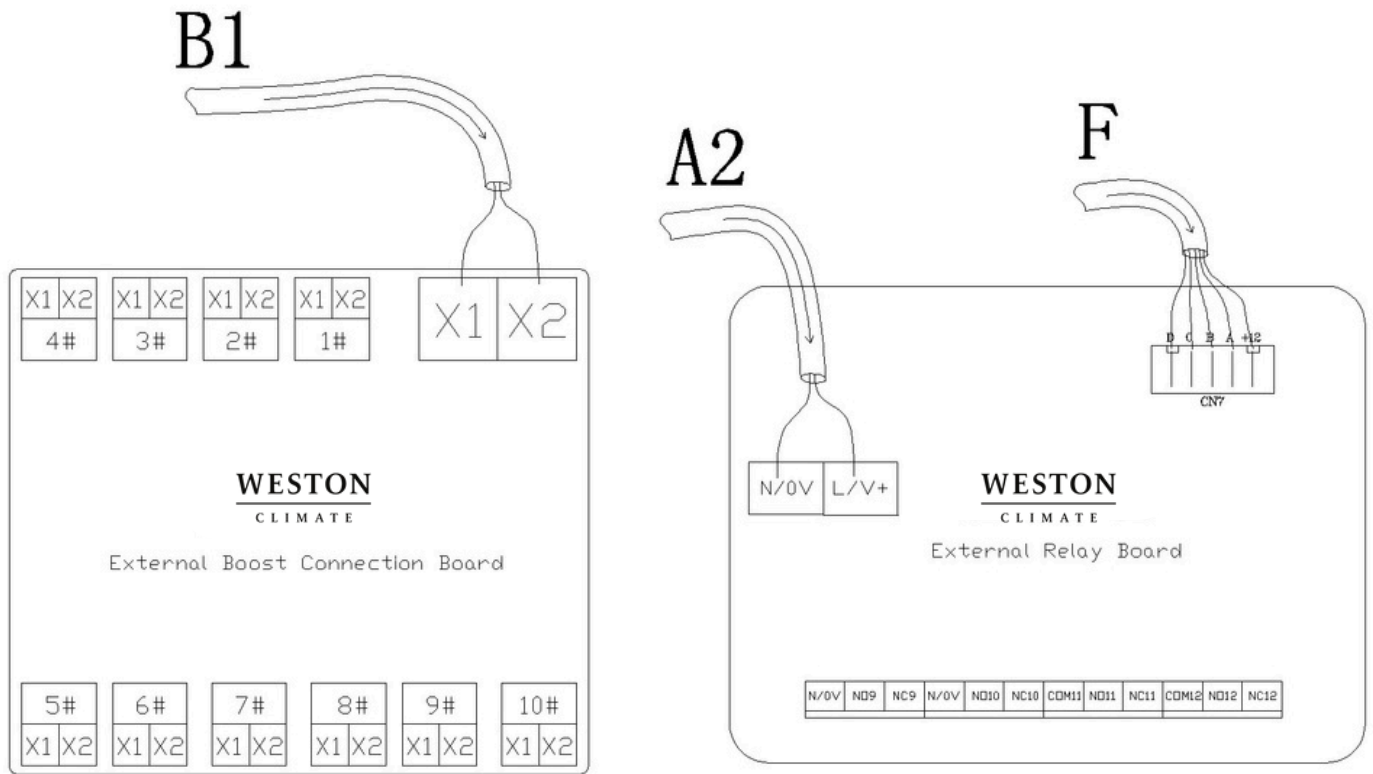 B1
X1 X2 X1 X2 X1 X2 X1 X2
4# 3# 2# 1#
X1 X2
WESTON
CLIMATE
External Boost Connection Board
5# 6# 7# 8# 9# 10#
X1 X2 X1 X2 X1 X2 X1 X2 X1 X2 X1 X2
A2
F
D C B A +12
CN7
N/0V L/V+
WESTON
CLIMATE
External Relay Board
N/0V NO9 NC9 N/0V NO10 NC10 COM11 NO11 NC11 COM12 NO12 NC12